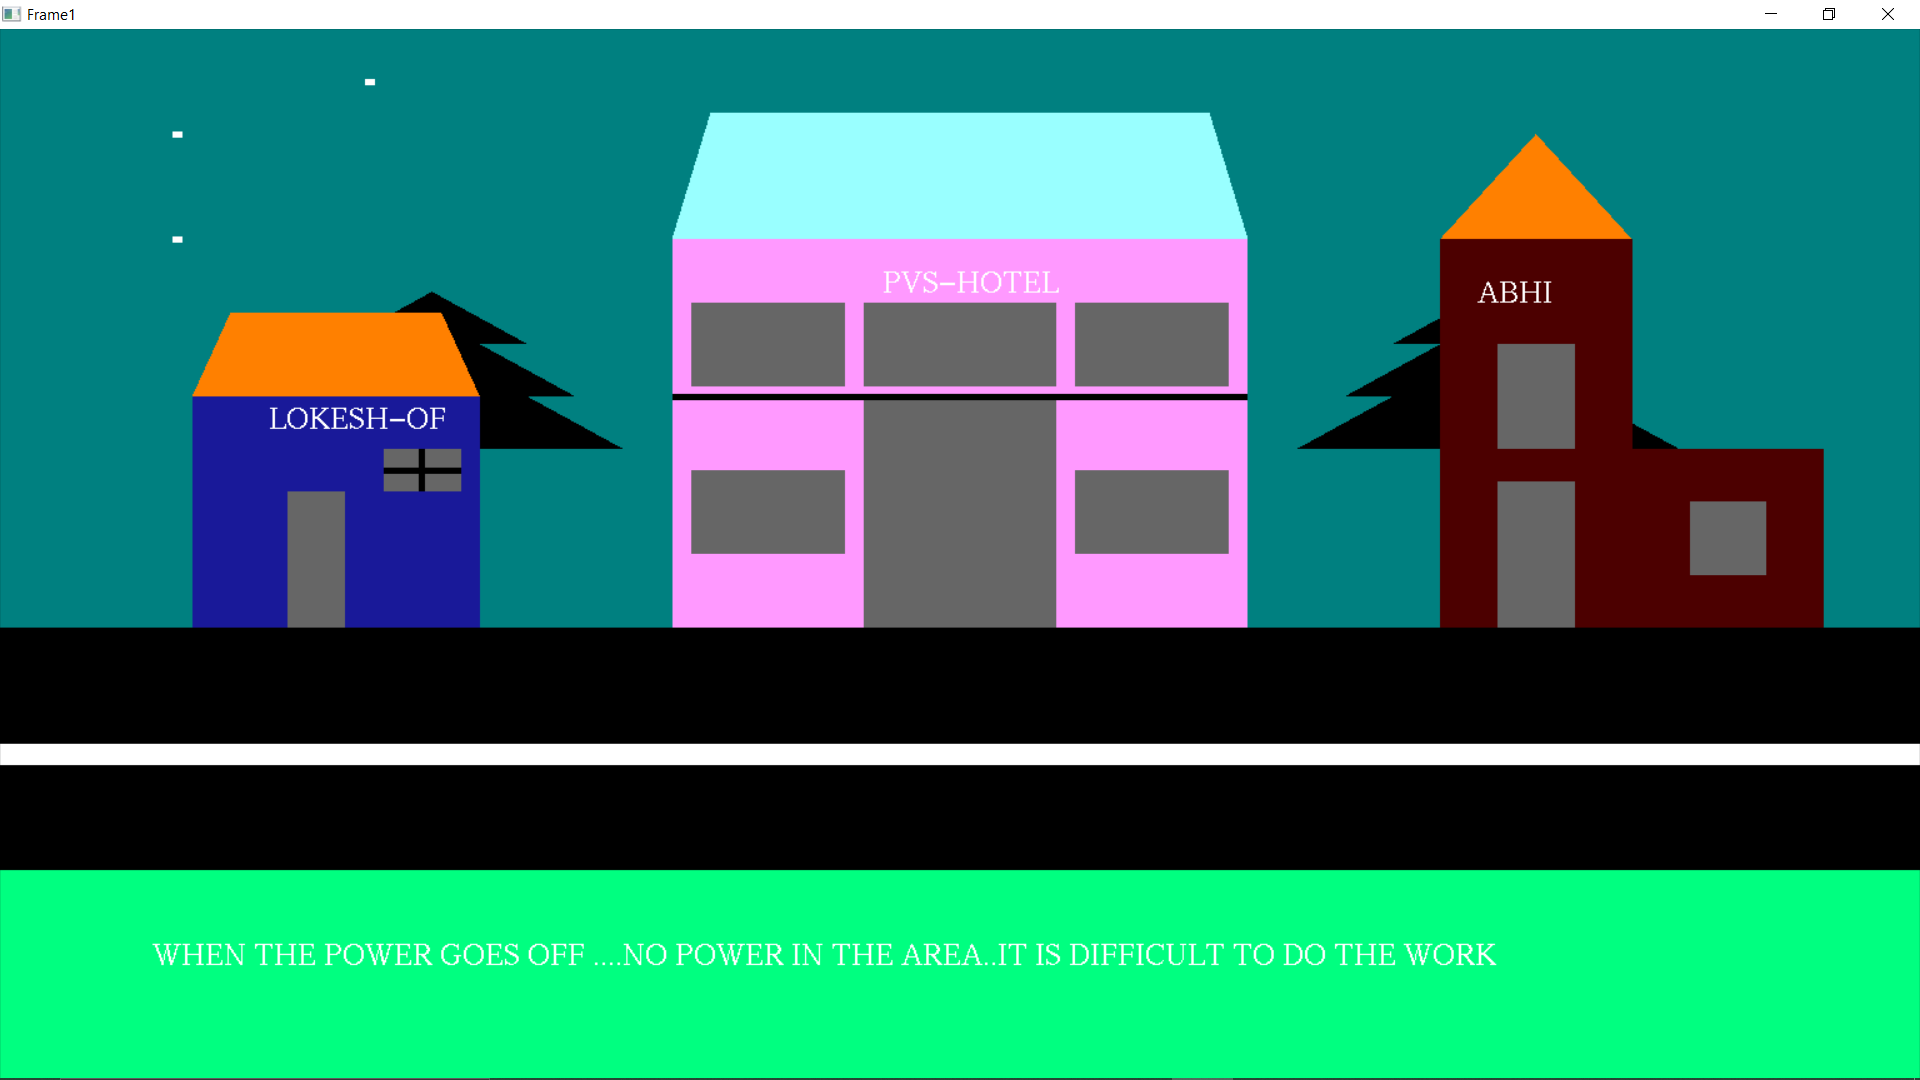 Frame1
PVS-HOTEL
ABHI
LOKESH-OF
WHEN THE POWER GOES OFF ....NO POWER IN THE AREA..IT IS DIFFICULT TO DO THE WORK